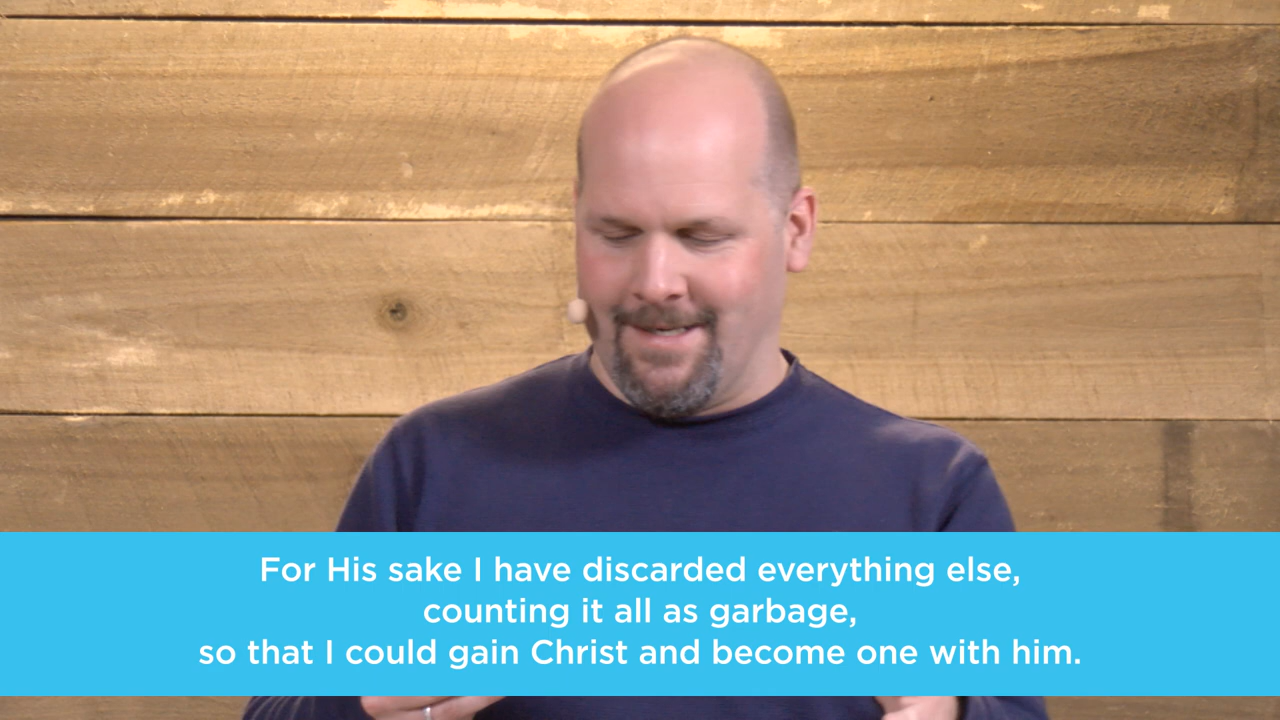 For His sake I have discarded everything else,
counting it all as garbage,
so that I could gain Christ and become one with him.